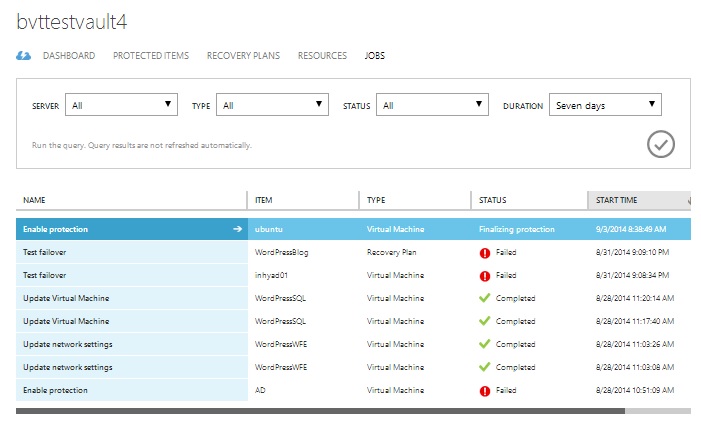 bvttestvault4
DASHBOARD PROTECTED ITEMS RECOVERY PLANS RESOURCES JOBS
SERVER All TYPE All STATUS All DURATION Seven days
Run the query. Query results are not refreshed automatically.
NAME ITEM TYPE STATUS START TIME
Enable protection ubuntu Virtual Machine Finalizing protection 9/3/2014 8:38:49 AM
Test failover WordPressBlog Recovery Plan Failed 8/31/2014 9:09:10 PM
Test failover inhyad01 Virtual Machine Failed 8/31/2014 9:08:34 PM
Update Virtual Machine WordPressSQL Virtual Machine Completed 8/28/2014 11:20:14 AM
Update Virtual Machine WordPressSQL Virtual Machine Completed 8/28/2014 11:17:40 AM
Update network settings WordPressWFE Virtual Machine Completed 8/28/2014 11:03:26 AM
Update network settings WordPressWFE Virtual Machine Completed 8/28/2014 11:03:08 AM
Enable protection AD Virtual Machine Failed 8/28/2014 10:51:09 AM